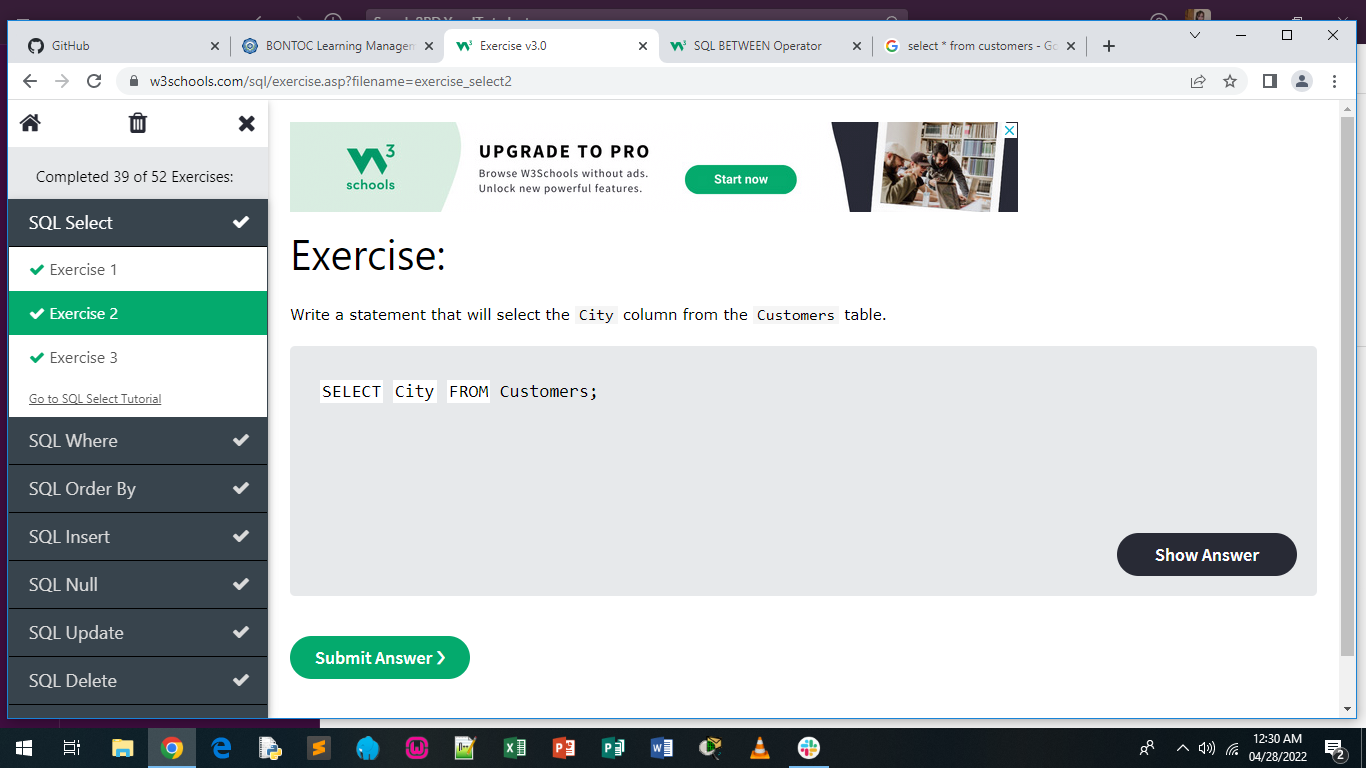 GitHub
BONTOC Learning Managem
Exercise v3.0
SQL BETWEEN Operator
select * from customers - Go
w3schools.com/sql/exercise.asp?filename=exercise_select2
Completed 39 of 52 Exercises:
SQL Select
Exercise 1
Exercise 2
Exercise 3
Go to SQL Select Tutorial
SQL Where
SQL Order By
SQL Insert
SQL Null
SQL Update
SQL Delete
3
schools
UPGRADE TO PRO
Browse W3Schools without ads.
Unlock new powerful features.
Start now
Exercise:
Write a statement that will select the City column from the Customers table.
SELECT City FROM Customers;
Show Answer
Submit Answer ❯
12:30 AM
04/28/2022
2